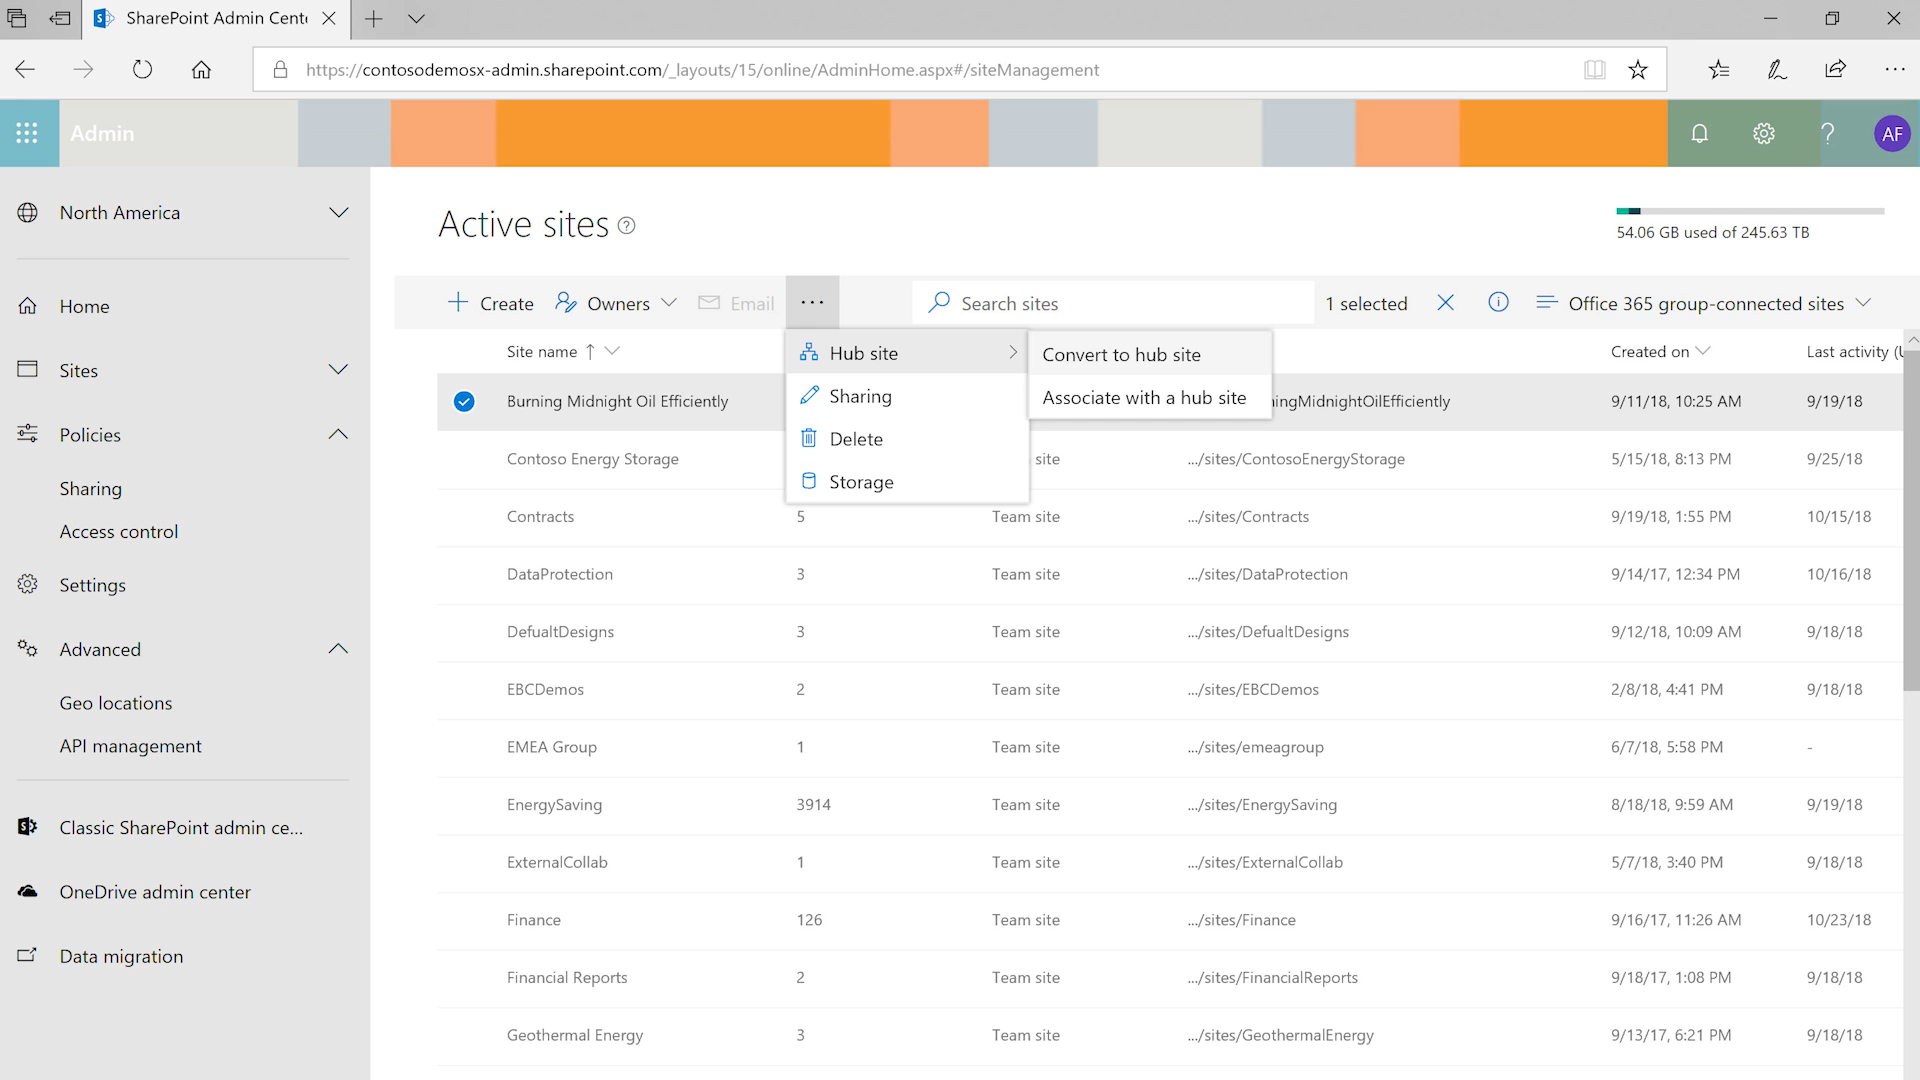 SharePoint Admin Cent
https://contosodemosx-admin.sharepoint.com/_layouts/15/online/AdminHome.aspx#/siteManagement
Admin
AF
North America
Home
Sites
Policies
Sharing
Access control
Settings
Advanced
Geo locations
API management
Classic SharePoint admin ce...
OneDrive admin center
Data migration
Active sites
54.06 GB used of 245.63 TB
Create Owners Email ... Search sites 1 selected Office 365 group-connected sites
Hub site
Sharing
Delete
Storage
Convert to hub site
Associate with a hub site
Site name Created on Last activity (
Burning Midnight Oil Efficiently ningMidnightOilEfficiently 9/11/18, 10:25 AM 9/19/18
Contoso Energy Storage site .../sites/ContosoEnergyStorage 5/15/18, 8:13 PM 9/25/18
Contracts 5 Team site .../sites/Contracts 9/19/18, 1:55 PM 10/15/18
DataProtection 3 Team site .../sites/DataProtection 9/14/17, 12:34 PM 10/16/18
DefualtDesigns 3 Team site .../sites/DefualtDesigns 9/12/18, 10:09 AM 9/18/18
EBCDemos 2 Team site .../sites/EBCDemos 2/8/18, 4:41 PM 9/18/18
EMEA Group 1 Team site .../sites/emeagroup 6/7/18, 5:58 PM -
EnergySaving 3914 Team site .../sites/EnergySaving 8/18/18, 9:59 AM 9/19/18
ExternalCollab 1 Team site .../sites/ExternalCollab 5/7/18, 3:40 PM 9/18/18
Finance 126 Team site .../sites/Finance 9/16/17, 11:26 AM 10/23/18
Financial Reports 2 Team site .../sites/FinancialReports 9/18/17, 1:08 PM 9/18/18
Geothermal Energy 3 Team site .../sites/GeothermalEnergy 9/13/17, 6:21 PM 9/18/18